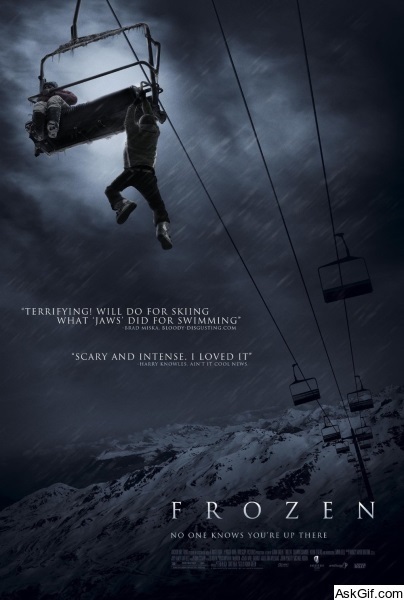 "TERRIFYING! WILL DO FOR SKIING
WHAT 'JAWS' DID FOR SWIMMING"
BRAD MISKA, BLOODY-DISGUSTING.COM
"SCARY AND INTENSE, I LOVED IT"
HARRY KNOWLES, AIN'T IT COOL NEWS
FROZEN
NO ONE KNOWS YOU'RE UP THERE
AskGif.com